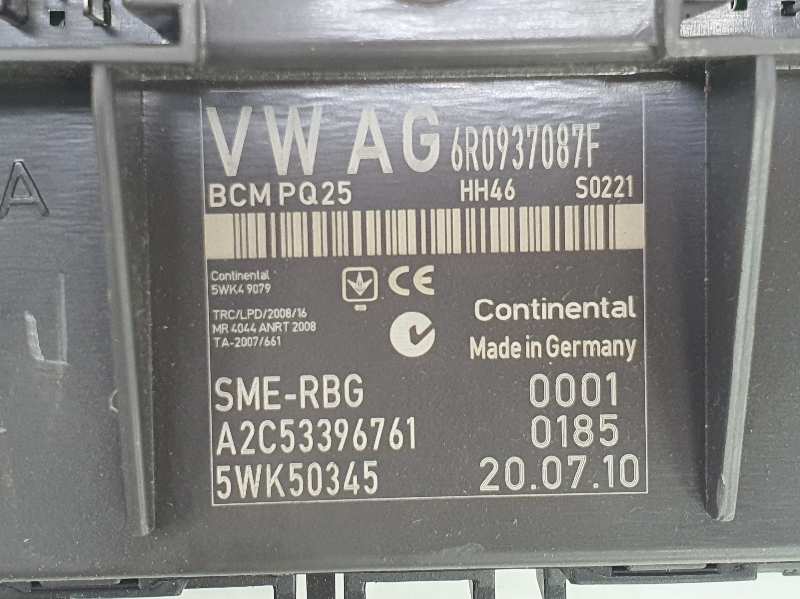 VW AG 6R0937087F
BCM PQ25 HH46 S0221
Continental
5WK4 9079
TRC/LPD/2008/16
MR 4044 ANRT 2008
TA-2007/661
CE
Continental
Made in Germany
SME-RBG 0001
A2C53396761 0185
5WK50345 20.07.10
A